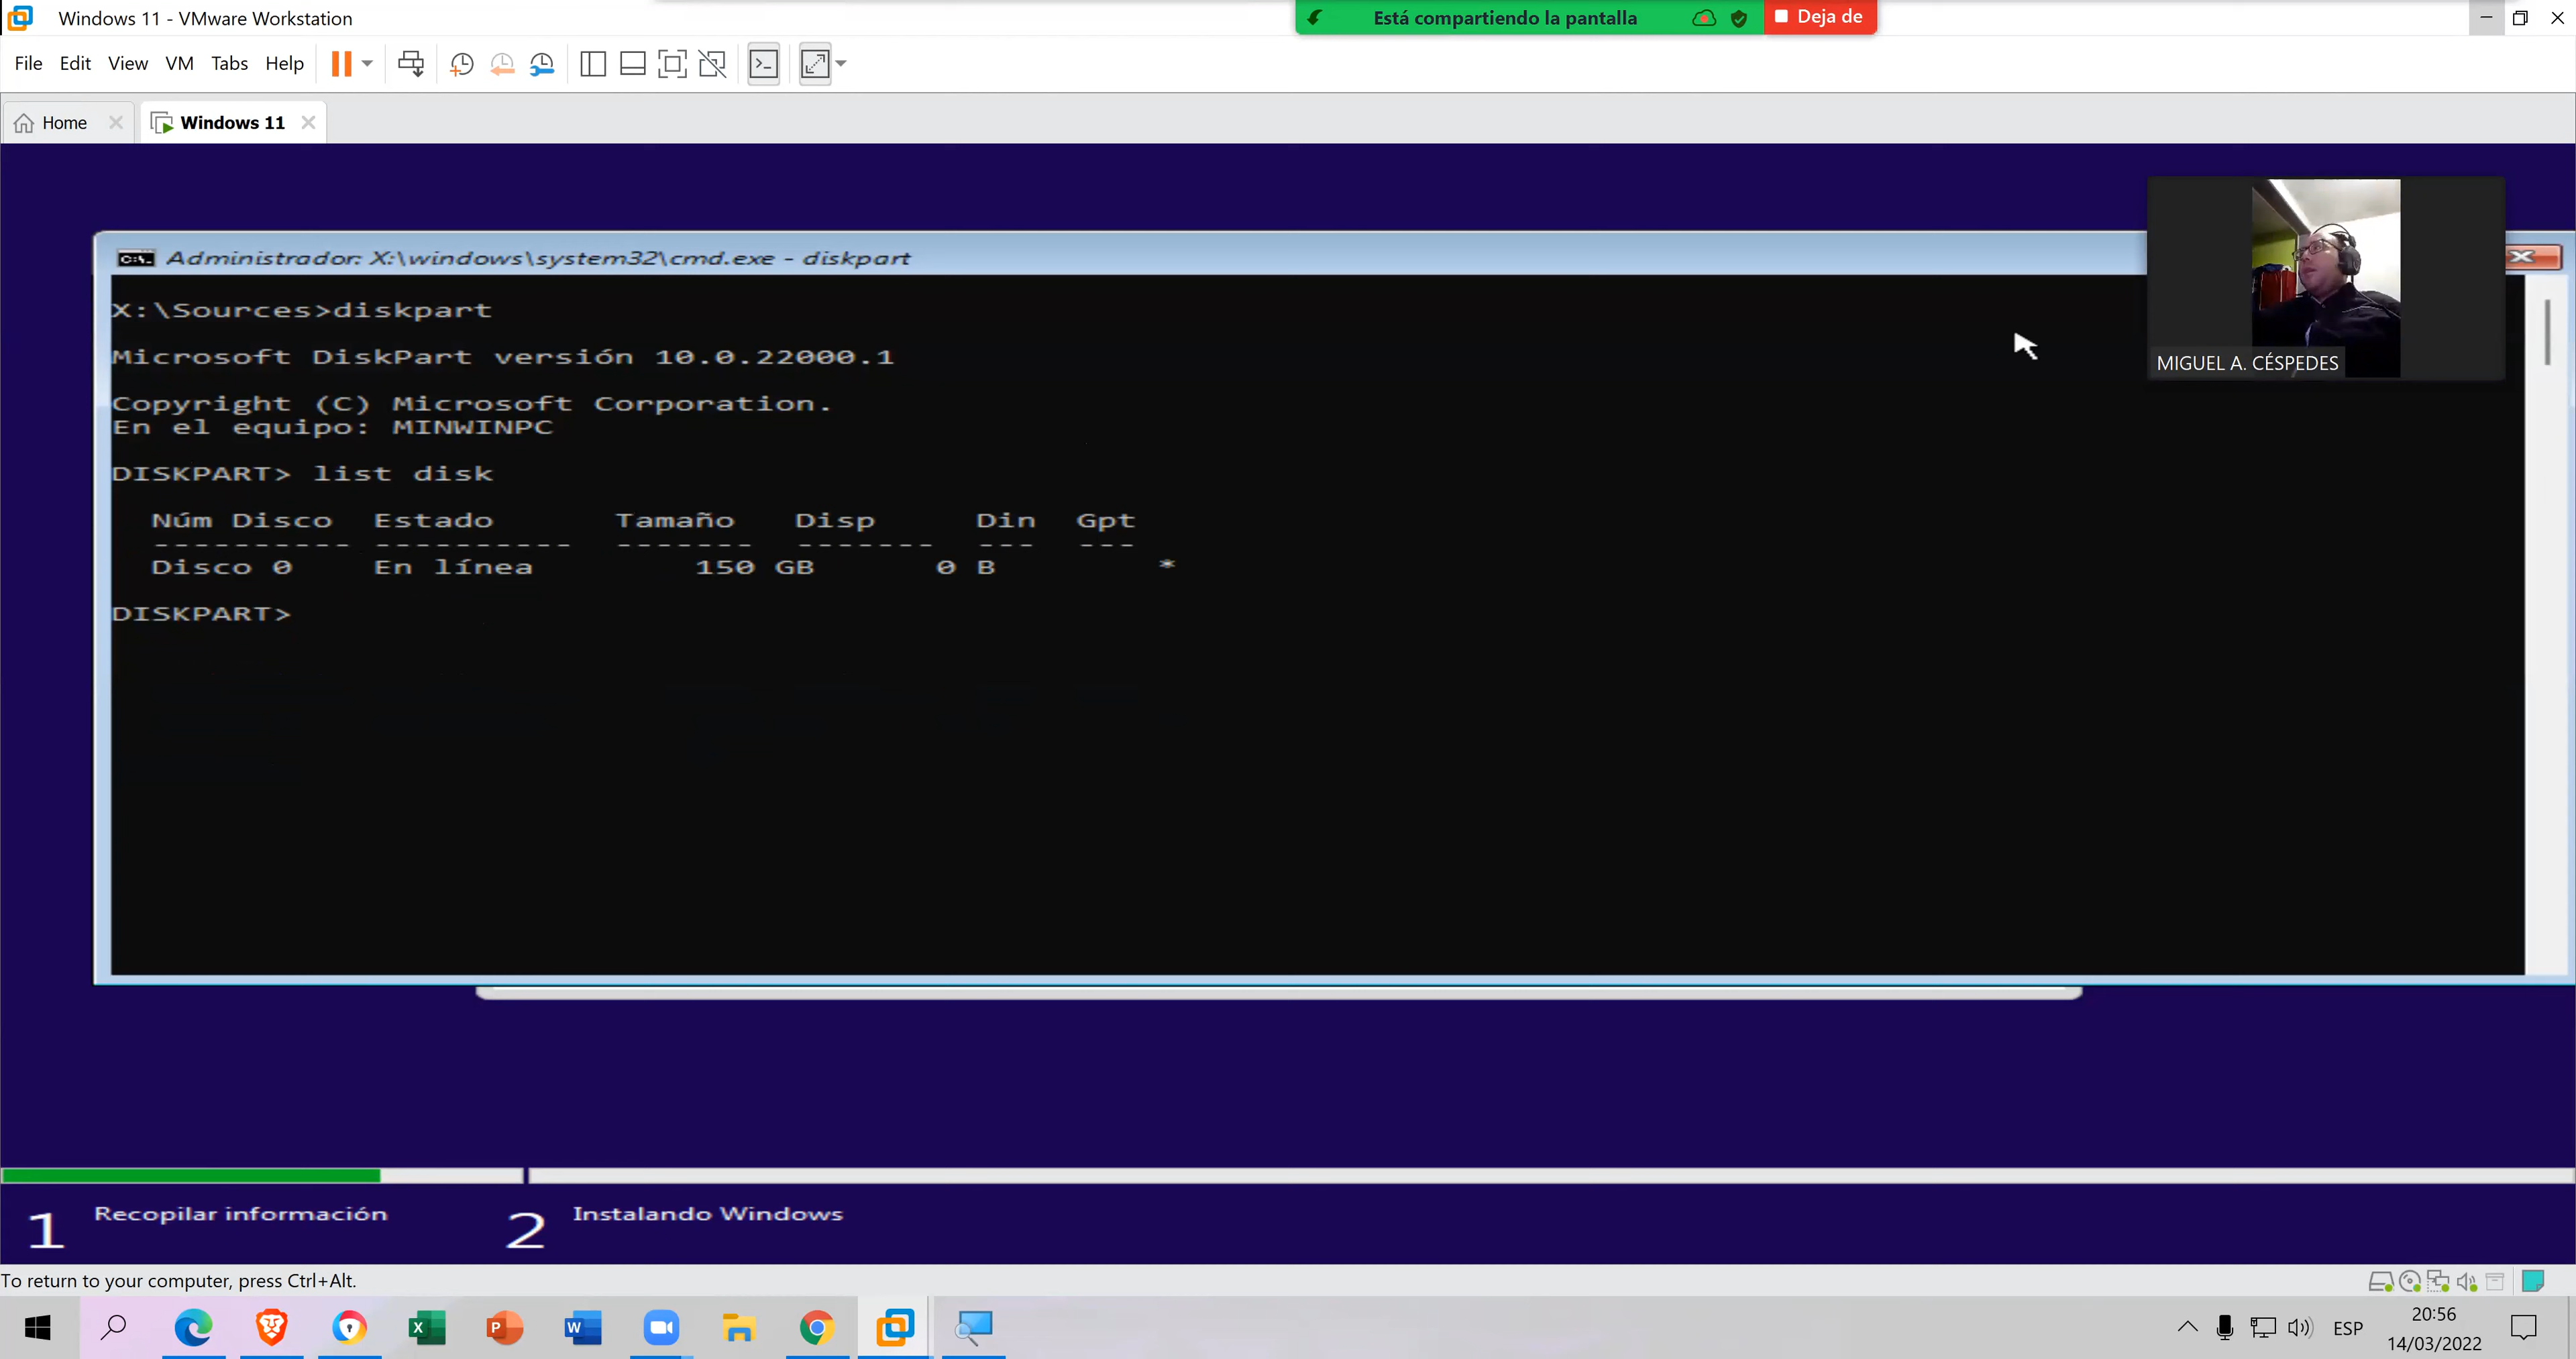 Windows 11 - VMware Workstation
Está compartiendo la pantalla
Deja de
File Edit View VM Tabs Help
Home
Windows 11
Administrador: X:\windows\system32\cmd.exe - diskpart
MIGUEL A. CÉSPEDES
X:\Sources>diskpart
Microsoft DiskPart versión 10.0.22000.1
Copyright (C) Microsoft Corporation.
En el equipo: MINWINPC
DISKPART> list disk
Núm Disco Estado Tamaño Disp Din Gpt
---------- ---------- ------- ------- --- ---
Disco 0 En línea 150 GB 0 B *
DISKPART>
1 Recopilar información 2 Instalando Windows
To return to your computer, press Ctrl+Alt.
ESP
20:56
14/03/2022